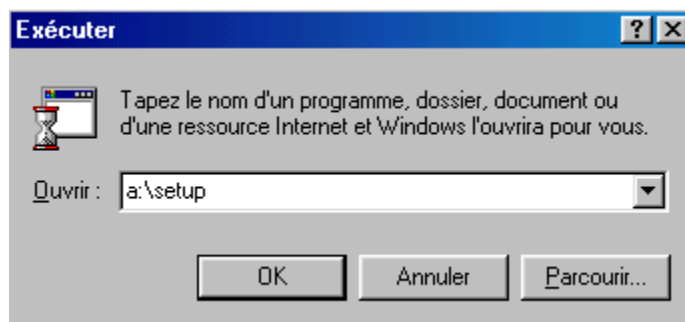 Exécuter
Tapez le nom d'un programme, dossier, document ou
d'une ressource Internet et Windows l'ouvrira pour vous.
Ouvrir : a:\setup
OK Annuler Parcourir...